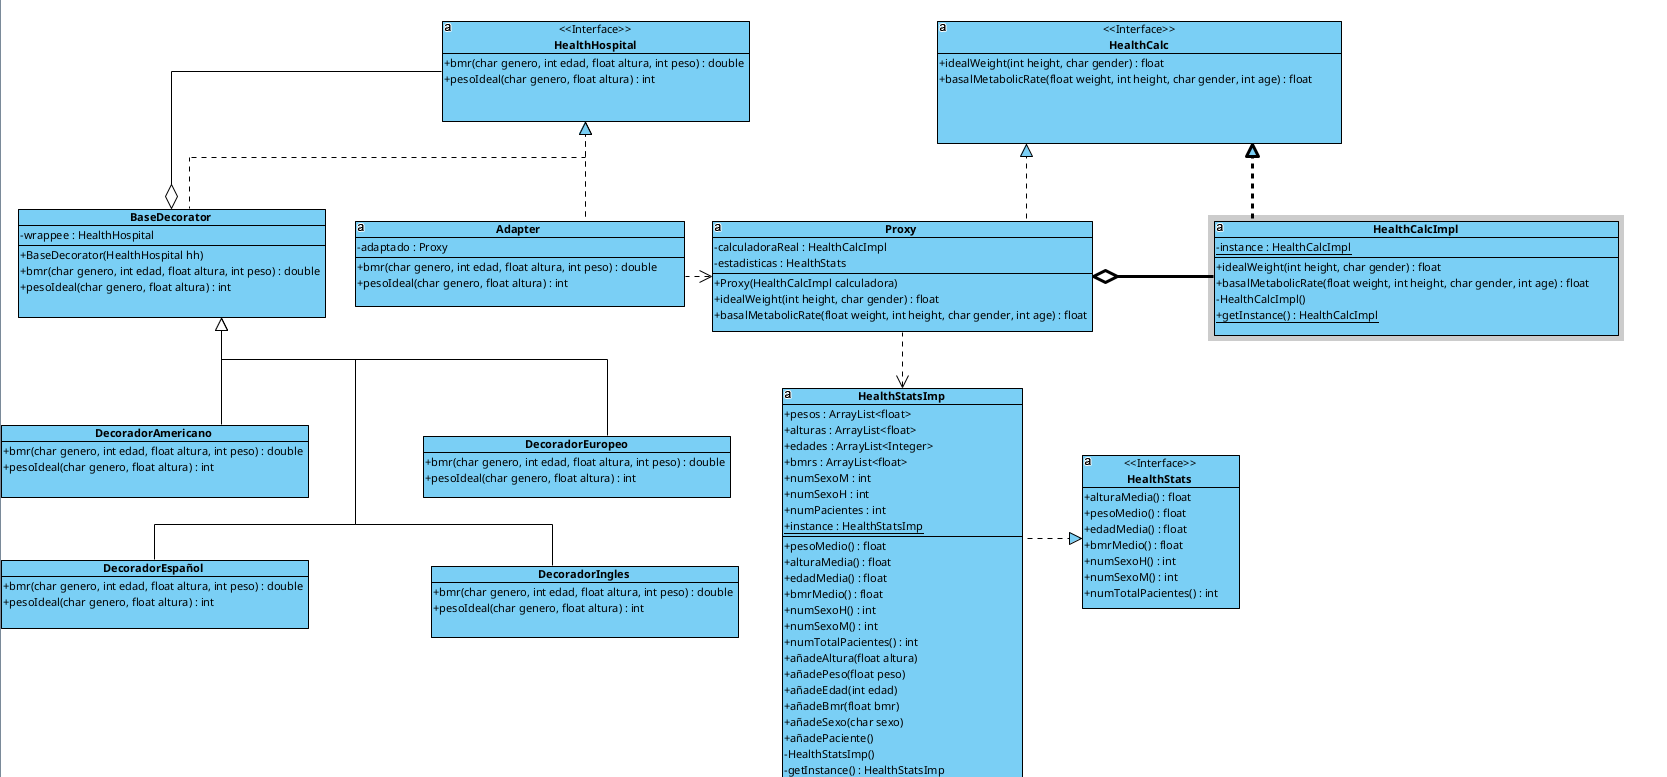 a
<<Interface>>
HealthHospital
+bmr(char genero, int edad, float altura, int peso) : double
+pesoIdeal(char genero, float altura) : int
a
<<Interface>>
HealthCalc
+idealWeight(int height, char gender) : float
+basalMetabolicRate(float weight, int height, char gender, int age) : float
BaseDecorator
-wrappee : HealthHospital
+BaseDecorator(HealthHospital hh)
+bmr(char genero, int edad, float altura, int peso) : double
+pesoIdeal(char genero, float altura) : int
a
Adapter
-adaptado : Proxy
+bmr(char genero, int edad, float altura, int peso) : double
+pesoIdeal(char genero, float altura) : int
a
Proxy
-calculadoraReal : HealthCalcImpl
-estadisticas : HealthStats
+Proxy(HealthCalcImpl calculadora)
+idealWeight(int height, char gender) : float
+basalMetabolicRate(float weight, int height, char gender, int age) : float
a
HealthCalcImpl
-instance : HealthCalcImpl
+idealWeight(int height, char gender) : float
+basalMetabolicRate(float weight, int height, char gender, int age) : float
-HealthCalcImpl()
+getInstance() : HealthCalcImpl
DecoradorAmericano
+bmr(char genero, int edad, float altura, int peso) : double
+pesoIdeal(char genero, float altura) : int
DecoradorEuropeo
+bmr(char genero, int edad, float altura, int peso) : double
+pesoIdeal(char genero, float altura) : int
DecoradorEspañol
+bmr(char genero, int edad, float altura, int peso) : double
+pesoIdeal(char genero, float altura) : int
DecoradorIngles
+bmr(char genero, int edad, float altura, int peso) : double
+pesoIdeal(char genero, float altura) : int
a
HealthStatsImp
+pesos : ArrayList<float>
+alturas : ArrayList<float>
+edades : ArrayList<Integer>
+bmrs : ArrayList<float>
+numSexoM : int
+numSexoH : int
+numPacientes : int
+instance : HealthStatsImp
+pesoMedio() : float
+alturaMedia() : float
+edadMedia() : float
+bmrMedio() : float
+numSexoH() : int
+numSexoM() : int
+numTotalPacientes() : int
+añadeAltura(float altura)
+añadePeso(float peso)
+añadeEdad(int edad)
+añadeBmr(float bmr)
+añadeSexo(char sexo)
+añadePaciente()
-HealthStatsImp()
-getInstance() : HealthStatsImp
a
<<Interface>>
HealthStats
+alturaMedia() : float
+pesoMedio() : float
+edadMedia() : float
+bmrMedio() : float
+numSexoH() : int
+numSexoM() : int
+numTotalPacientes() : int